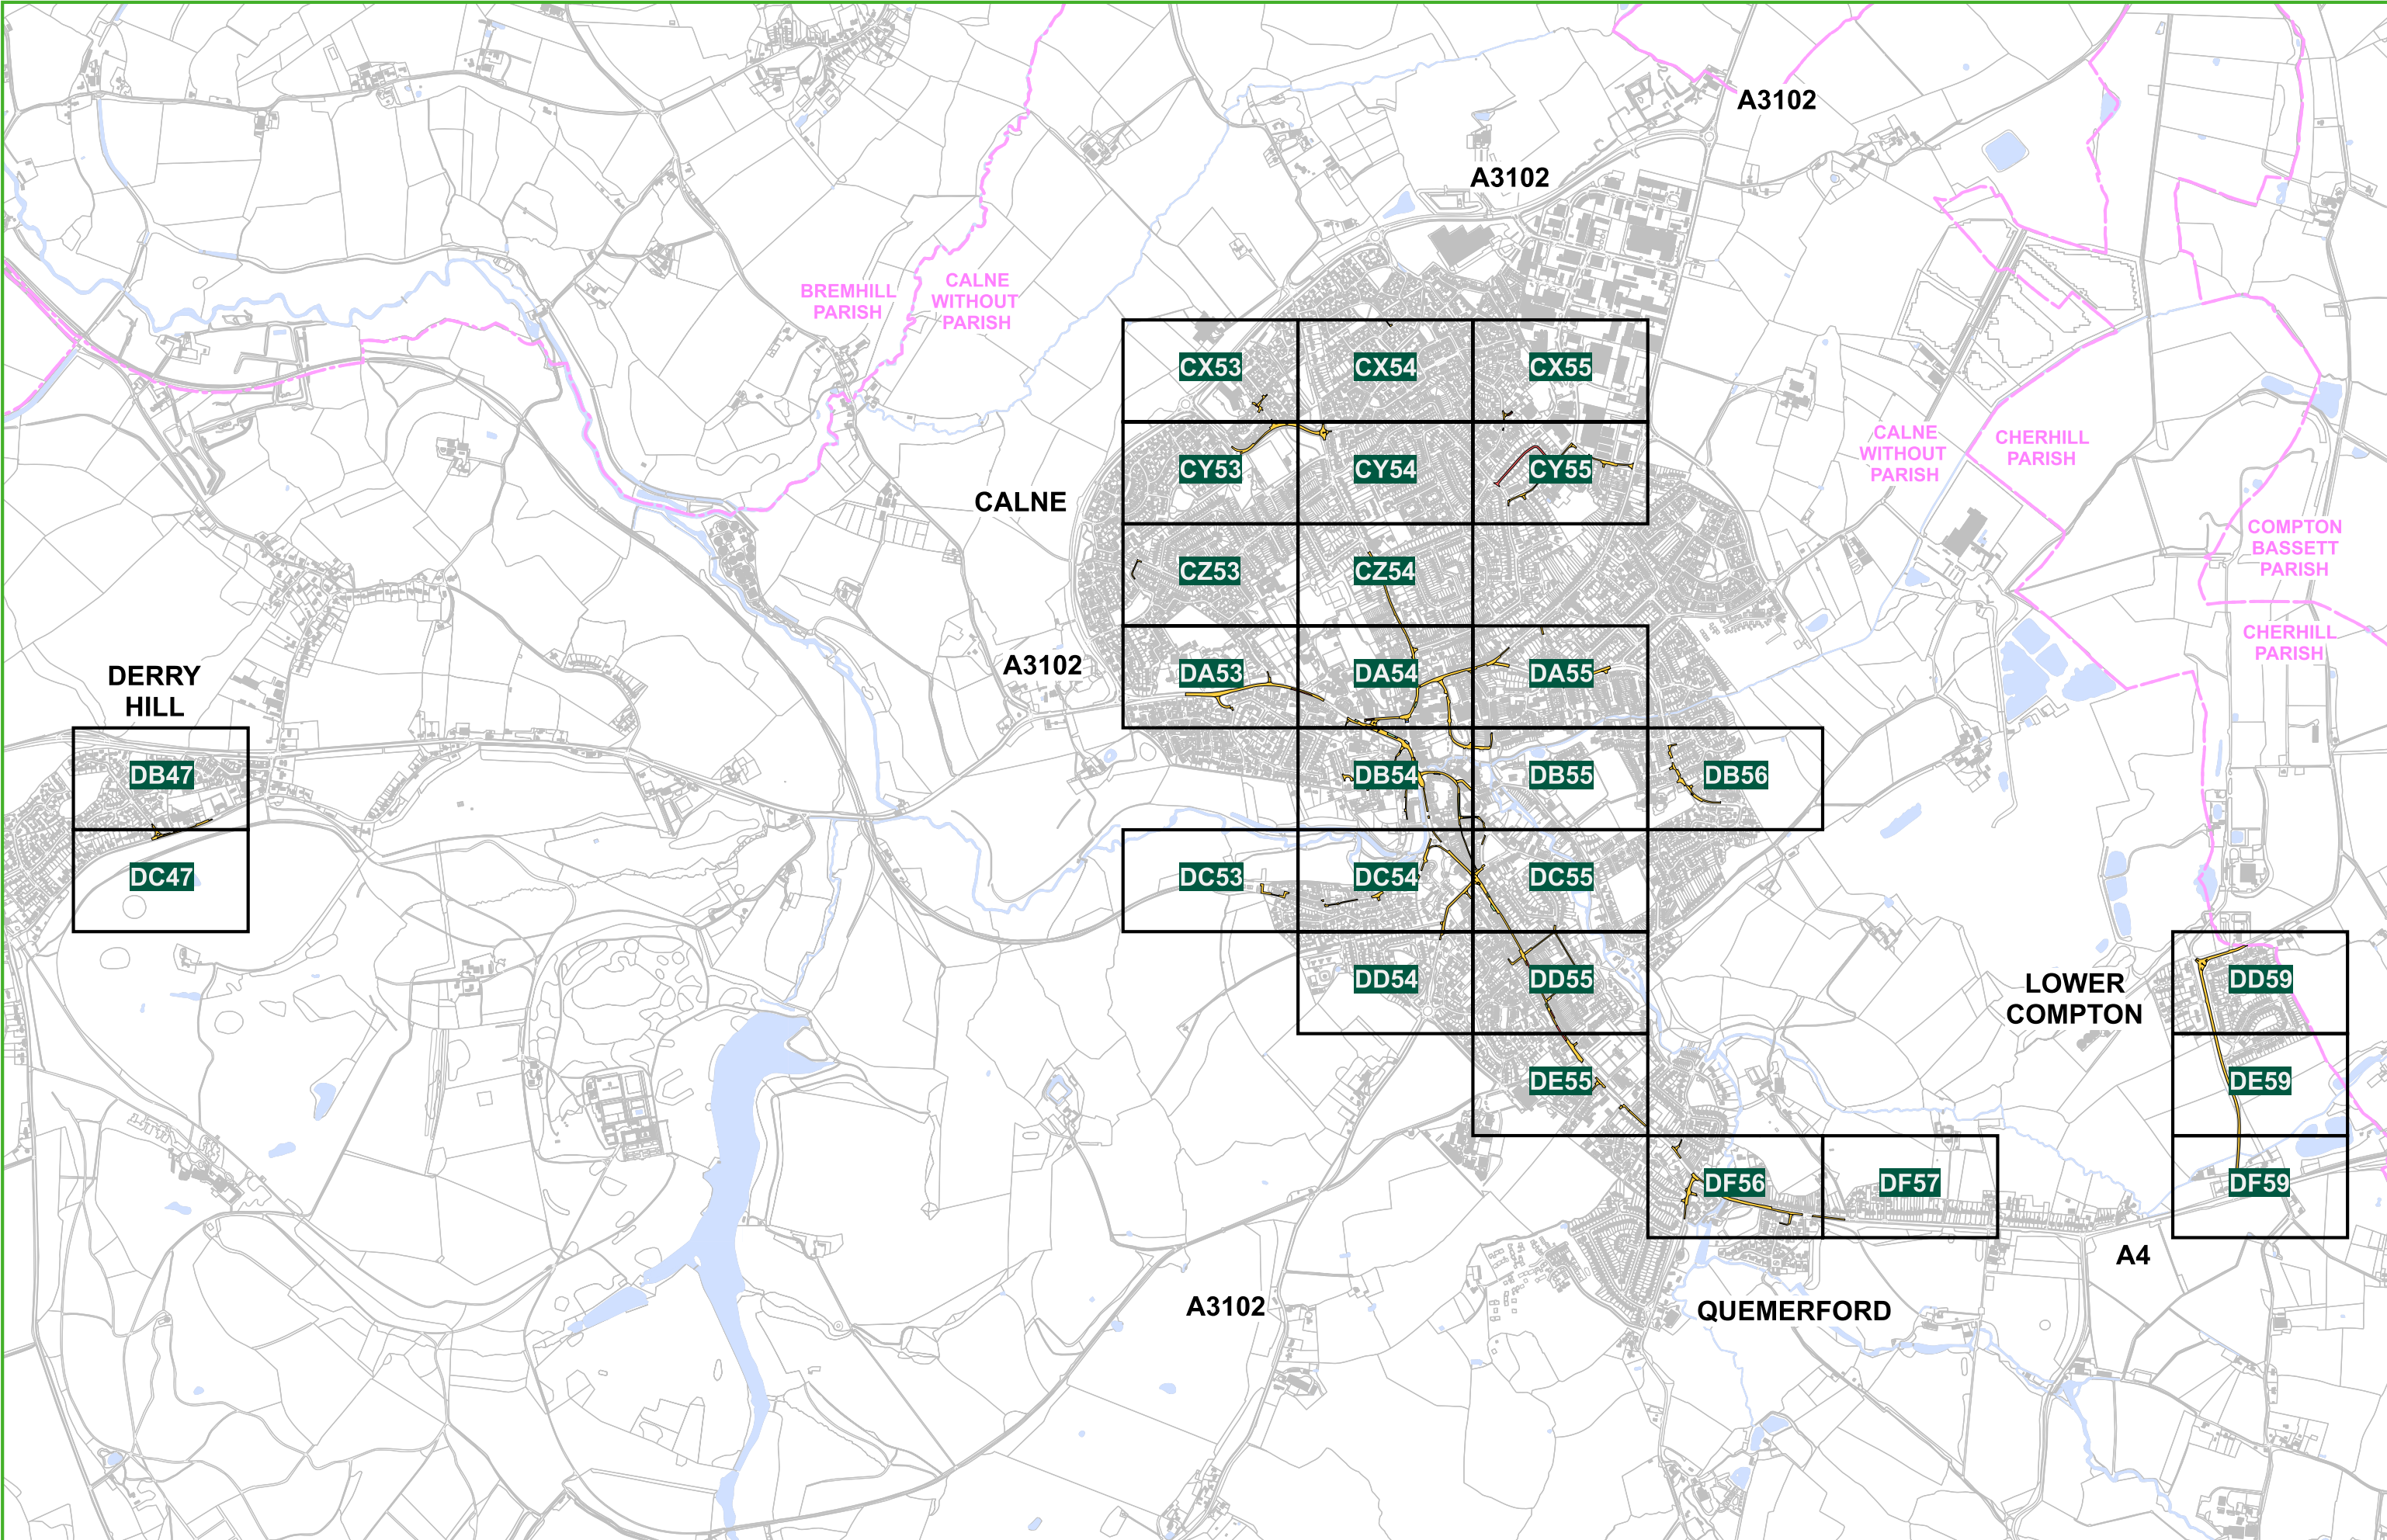 A3102
A3102
BREMHILL
PARISH
CALNE
WITHOUT
PARISH
CX53
CX54
CX55
CALNE
WITHOUT
PARISH
CHERHILL
PARISH
CY53
CY54
CY55
CALNE
COMPTON
BASSETT
PARISH
CZ53
CZ54
CHERHILL
PARISH
A3102
DERRY
HILL
DA53
DA54
DA55
DB47
DB54
DB55
DB56
DC47
DC53
DC54
DC55
LOWER
COMPTON
DD54
DD55
DD59
DE55
DE59
DF56
DF57
DF59
A4
A3102
QUEMERFORD